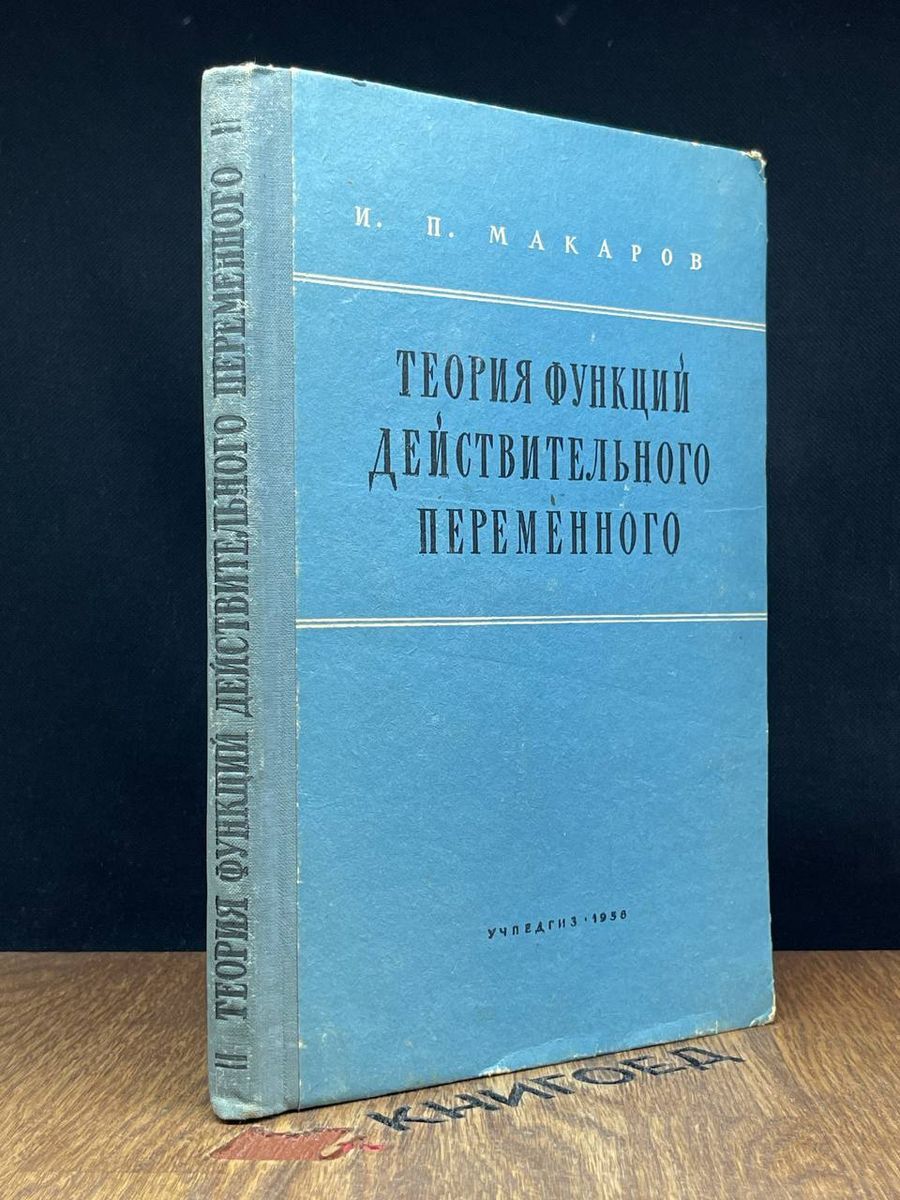 ТЕОРИЯ ФУНКЦИЙ ДЕЙСТВИТЕЛЬНОГО ПЕРЕМЕННОГО
И. П. МАКАРОВ
ТЕОРИЯ ФУНКЦИЙ
ДЕЙСТВИТЕЛЬНОГО
ПЕРЕМЕННОГО
УЧПЕДГИЗ · 1958
КНИГОЕД